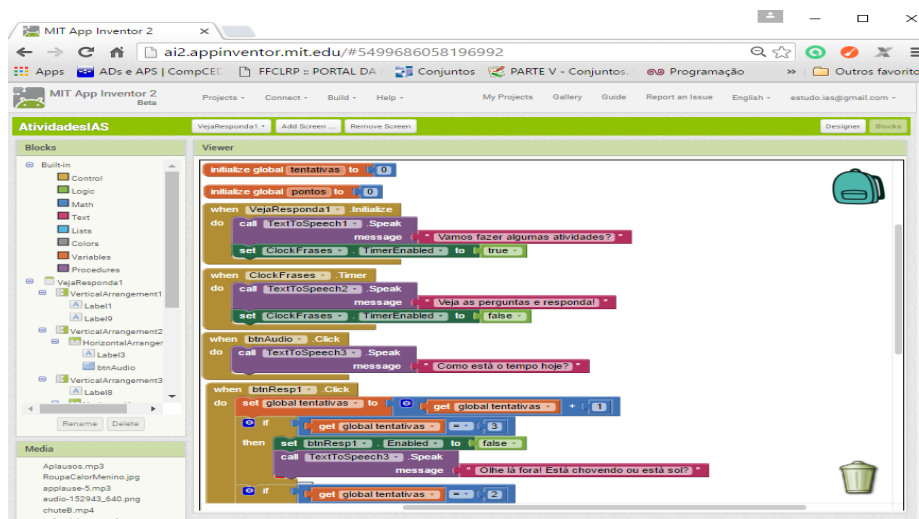 MIT App Inventor 2
ai2.appinventor.mit.edu/#5499686058196992
Apps ADs e APS | CompCED FFCLRP :: PORTAL DA Conjuntos PARTE V - Conjuntos. Programação » Outros favorito
MIT App Inventor 2
Beta
Projects Connect Build Help My Projects Gallery Guide Report an Issue English estudo.ias@gmail.com
AtividadesIAS VejaResponda1 Add Screen ... Remove Screen Designer Blocks
Blocks
Built-in
Control
Logic
Math
Text
Lists
Colors
Variables
Procedures
VejaResponda1
VerticalArrangement1
Label1
Label9
VerticalArrangement2
HorizontalArranger
Label3
btnAudio
VerticalArrangement3
Label8
Rename Delete
Media
Aplausos.mp3
RoupaCalorMenino.jpg
applause-5.mp3
audio-152943_640.png
chuteB.mp4
Viewer
initialize global tentativas to 0
initialize global pontos to 0
when VejaResponda1 .Initialize
do call TextToSpeech1 .Speak
message " Vamos fazer algumas atividades? "
set ClockFrases . TimerEnabled to true
when ClockFrases .Timer
do call TextToSpeech2 .Speak
message " Veja as perguntas e responda! "
set ClockFrases . TimerEnabled to false
when btnAudio .Click
do call TextToSpeech3 .Speak
message " Como está o tempo hoje? "
when btnResp1 .Click
do set global tentativas to get global tentativas + 1
if get global tentativas = 3
then set btnResp1 . Enabled to false
call TextToSpeech3 .Speak
message " Olhe lá fora! Está chovendo ou está sol? "
if get global tentativas = 2